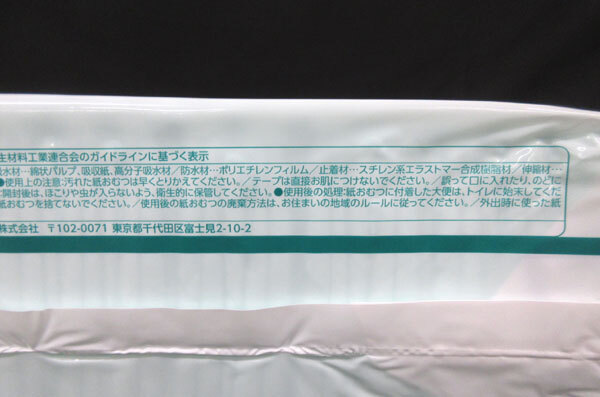 生材料工業連合会のガイドラインに基づく表示
吸水材…綿状パルプ、吸収紙、高分子吸水材／防水材…ポリエチレンフィルム／止着材…スチレン系エラストマー合成樹脂材／伸縮材…
●使用上の注意:汚れた紙おむつは早くとりかえてください。／テープは直接お肌につけないでください。／誤って口に入れたり、のどに
開封後は、ほこりや虫が入らないよう、衛生的に保管してください。●使用後の処理:紙おむつに付着した大便は、トイレに始末してくだ
紙おむつを捨てないでください。／使用後の紙おむつの廃棄方法は、お住まいの地域のルールに従ってください。／外出時に使った紙
株式会社 〒102-0071 東京都千代田区富士見2-10-2